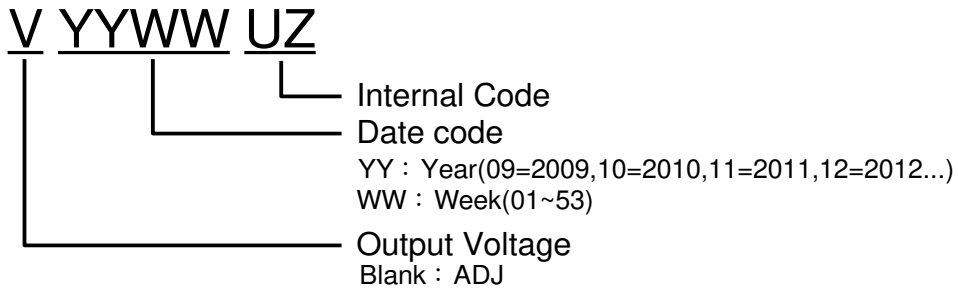 V YYWW UZ
Internal Code
Date code
YY：Year(09=2009,10=2010,11=2011,12=2012...)
WW：Week(01~53)
Output Voltage
Blank：ADJ